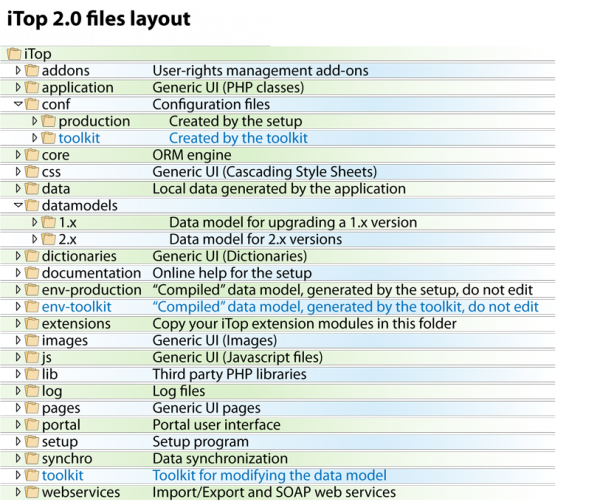 iTop 2.0 files layout
iTop
addons User-rights management add-ons
application Generic UI (PHP classes)
conf Configuration files
production Created by the setup
toolkit Created by the toolkit
core ORM engine
css Generic UI (Cascading Style Sheets)
data Local data generated by the application
datamodels
1.x Data model for upgrading a 1.x version
2.x Data model for 2.x versions
dictionaries Generic UI (Dictionaries)
documentation Online help for the setup
env-production “Compiled” data model, generated by the setup, do not edit
env-toolkit “Compiled” data model, generated by the toolkit, do not edit
extensions Copy your iTop extension modules in this folder
images Generic UI (Images)
js Generic UI (Javascript files)
lib Third party PHP libraries
log Log files
pages Generic UI pages
portal Portal user interface
setup Setup program
synchro Data synchronization
toolkit Toolkit for modifying the data model
webservices Import/Export and SOAP web services